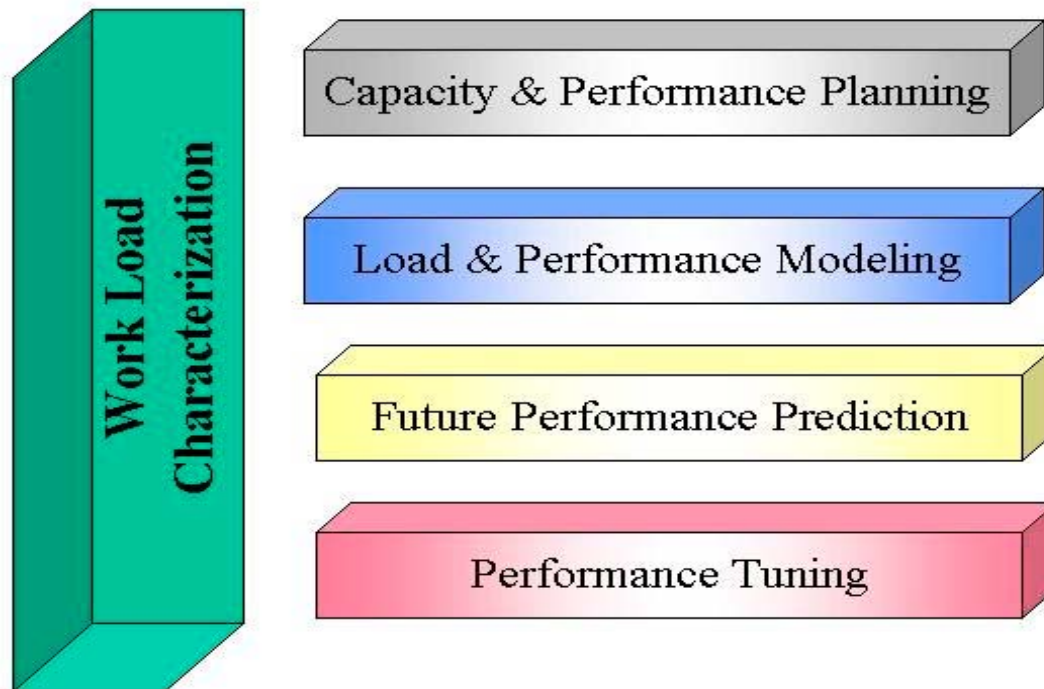 Work Load
Characterization
Capacity & Performance Planning
Load & Performance Modeling
Future Performance Prediction
Performance Tuning